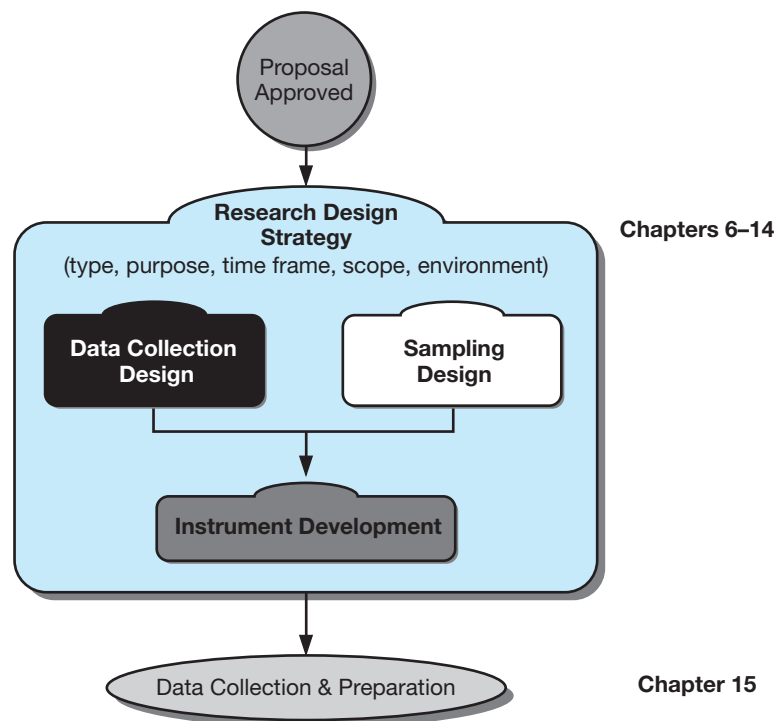 Proposal
Approved
Research Design
Strategy
(type, purpose, time frame, scope, environment)
Chapters 6–14
Data Collection
Design
Sampling
Design
Instrument Development
Data Collection & Preparation
Chapter 15